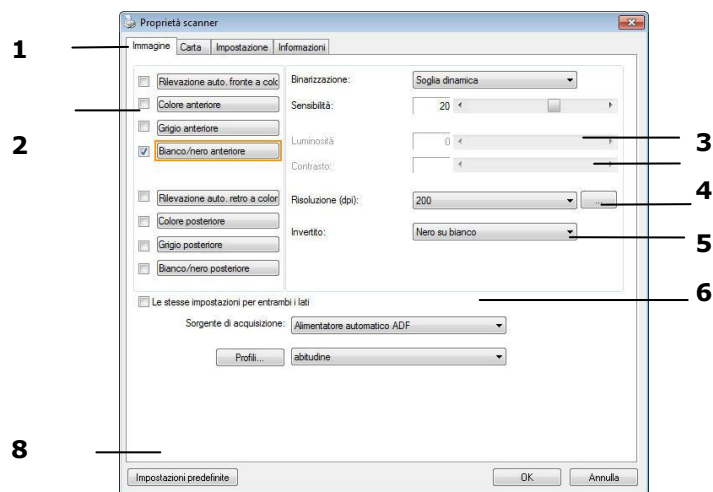 Proprietà scanner
1
Immagine Carta Impostazione Informazioni
Rilevazione auto. fronte a colo
Binarizzazione: Soglia dinamica
Colore anteriore
Sensibilità: 20
Grigio anteriore
2
Luminosità 0
3
Bianco/nero anteriore
Contrasto:
4
Rilevazione auto. retro a color
Risoluzione (dpi): 200 ...
Colore posteriore
Invertito: Nero su bianco
5
Grigio posteriore
Bianco/nero posteriore
6
Le stesse impostazioni per entrambi i lati
Sorgente di acquisizione: Alimentatore automatico ADF
Profili... abitudine
8
Impostazioni predefinite OK Annulla